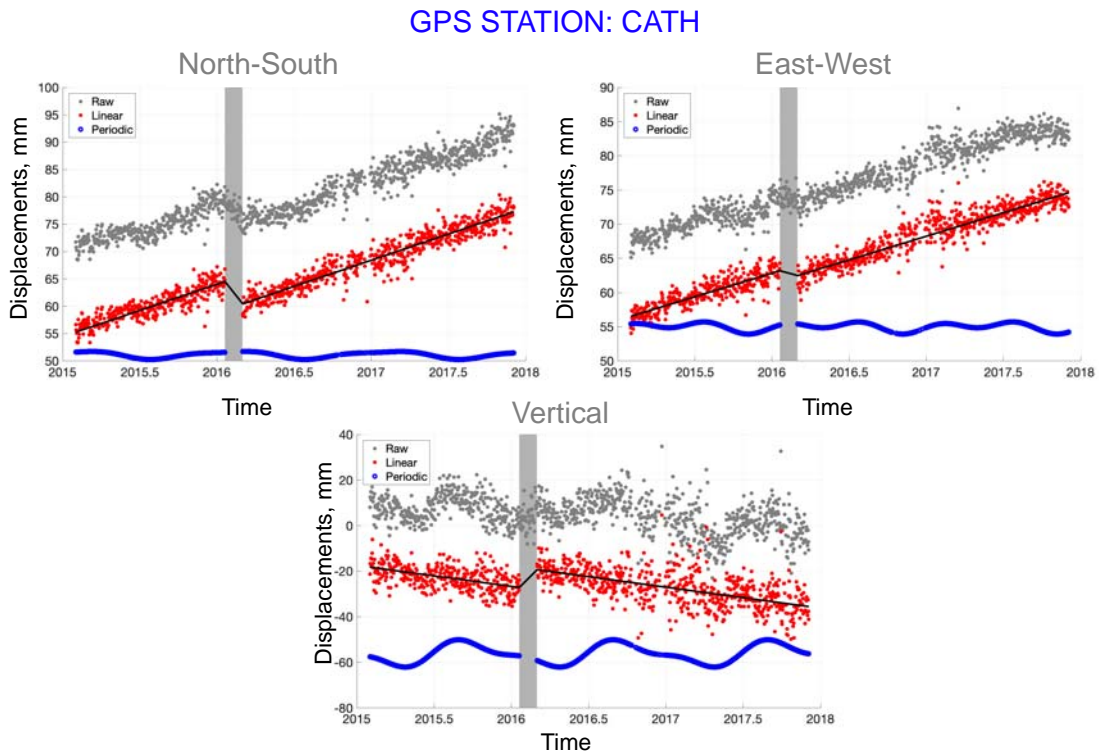 GPS STATION: CATH
North-South
East-West
Displacements, mm
100
95
90
85
80
75
70
65
60
55
50
Raw
Linear
Periodic
2015
2015.5
2016
2016.5
2017
2017.5
2018
Time
Displacements, mm
90
85
80
75
70
65
60
55
50
Raw
Linear
Periodic
2015
2015.5
2016
2016.5
2017
2017.5
2018
Time
Vertical
Displacements, mm
40
20
0
-20
-40
-60
-80
Raw
Linear
Periodic
2015
2015.5
2016
2016.5
2017
2017.5
2018
Time